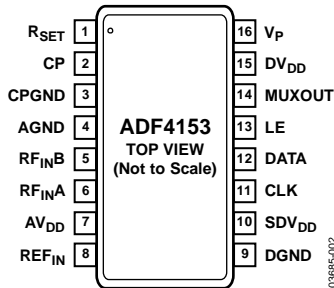 RSET 1 16 VP
CP 2 15 DVDD
CPGND 3 14 MUXOUT
AGND 4 ADF4153 13 LE
TOP VIEW
RFINB 5 (Not to Scale) 12 DATA
RFINA 6 11 CLK
AVDD 7 10 SDVDD
REFIN 8 9 DGND
03685-002